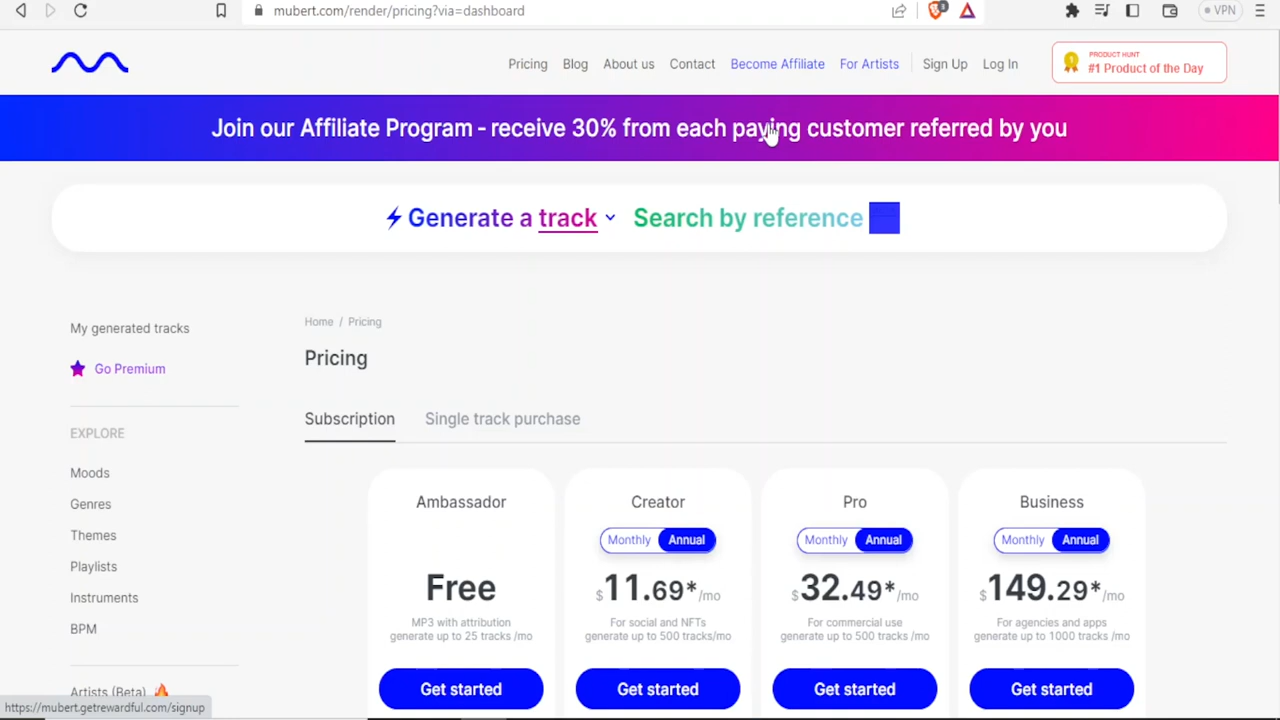 mubert.com/render/pricing?via=dashboard
3
VPN
Pricing
Blog
About us
Contact
Become Affiliate
For Artists
Sign Up
Log In
PRODUCT HUNT
#1 Product of the Day
Join our Affiliate Program - receive 30% from each paying customer referred by you
Generate a track
Search by reference
My generated tracks
Go Premium
EXPLORE
Moods
Genres
Themes
Playlists
Instruments
BPM
Artists (Beta)
Home / Pricing
Pricing
Subscription
Single track purchase
Ambassador
Free
MP3 with attribution
generate up to 25 tracks /mo
Get started
Creator
Monthly
Annual
$11.69*/mo
For social and NFTs
generate up to 500 tracks/mo
Get started
Pro
Monthly
Annual
$32.49*/mo
For commercial use
generate up to 500 tracks /mo
Get started
Business
Monthly
Annual
$149.29*/mo
For agencies and apps
generate up to 1000 tracks /mo
Get started
https://mubert.getrewardful.com/signup